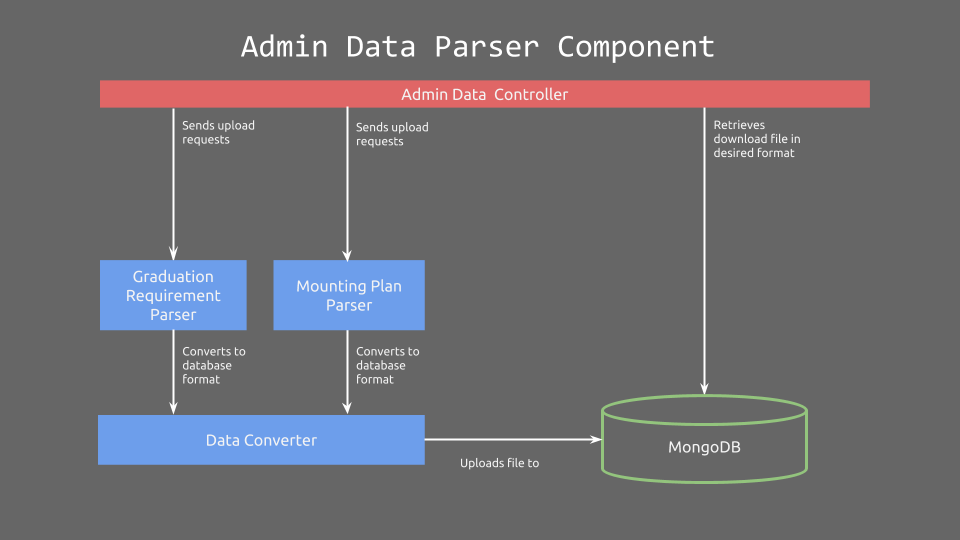 Admin Data Parser Component
Admin Data  Controller
Sends upload
requests
Sends upload
requests
Retrieves
download file in
desired format
Graduation
Requirement
Parser
Mounting Plan
Parser
Converts to
database
format
Converts to
database
format
Data Converter
Uploads file to
MongoDB